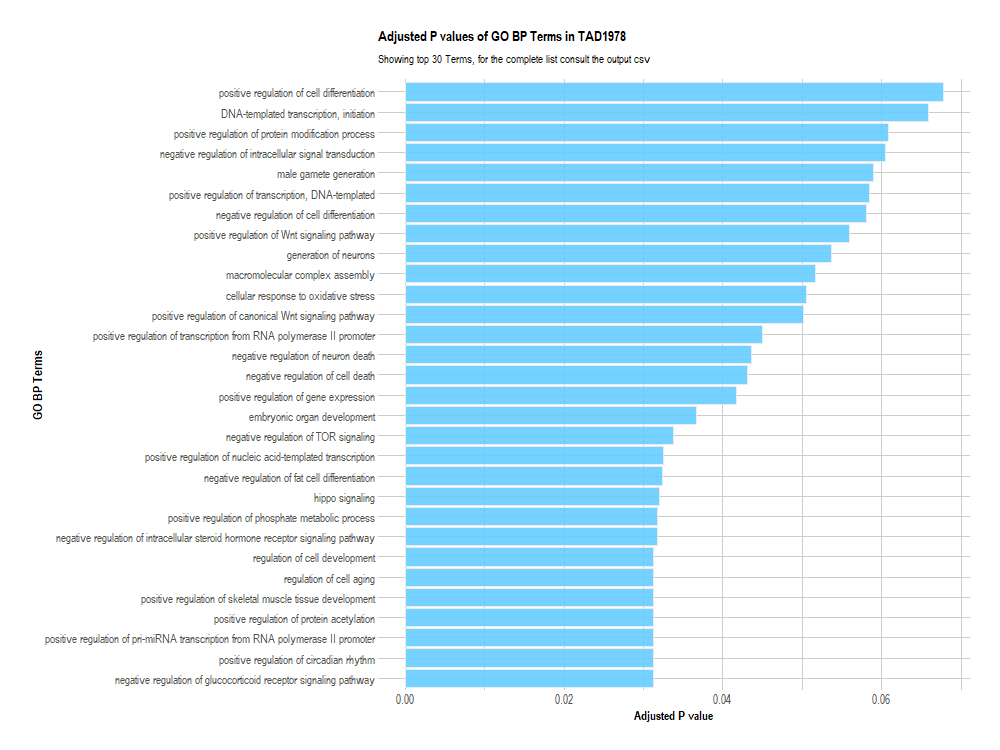 Adjusted P values of GO BP Terms in TAD1978
Showing top 30 Terms, for the complete list consult the output csv
GO BP Terms
positive regulation of cell differentiation
DNA-templated transcription, initiation
positive regulation of protein modification process
negative regulation of intracellular signal transduction
male gamete generation
positive regulation of transcription, DNA-templated
negative regulation of cell differentiation
positive regulation of Wnt signaling pathway
generation of neurons
macromolecular complex assembly
cellular response to oxidative stress
positive regulation of canonical Wnt signaling pathway
positive regulation of transcription from RNA polymerase II promoter
negative regulation of neuron death
negative regulation of cell death
positive regulation of gene expression
embryonic organ development
negative regulation of TOR signaling
positive regulation of nucleic acid-templated transcription
negative regulation of fat cell differentiation
hippo signaling
positive regulation of phosphate metabolic process
negative regulation of intracellular steroid hormone receptor signaling pathway
regulation of cell development
regulation of cell aging
positive regulation of skeletal muscle tissue development
positive regulation of protein acetylation
positive regulation of pri-miRNA transcription from RNA polymerase II promoter
positive regulation of circadian rhythm
negative regulation of glucocorticoid receptor signaling pathway
0.00 0.02 0.04 0.06
Adjusted P value